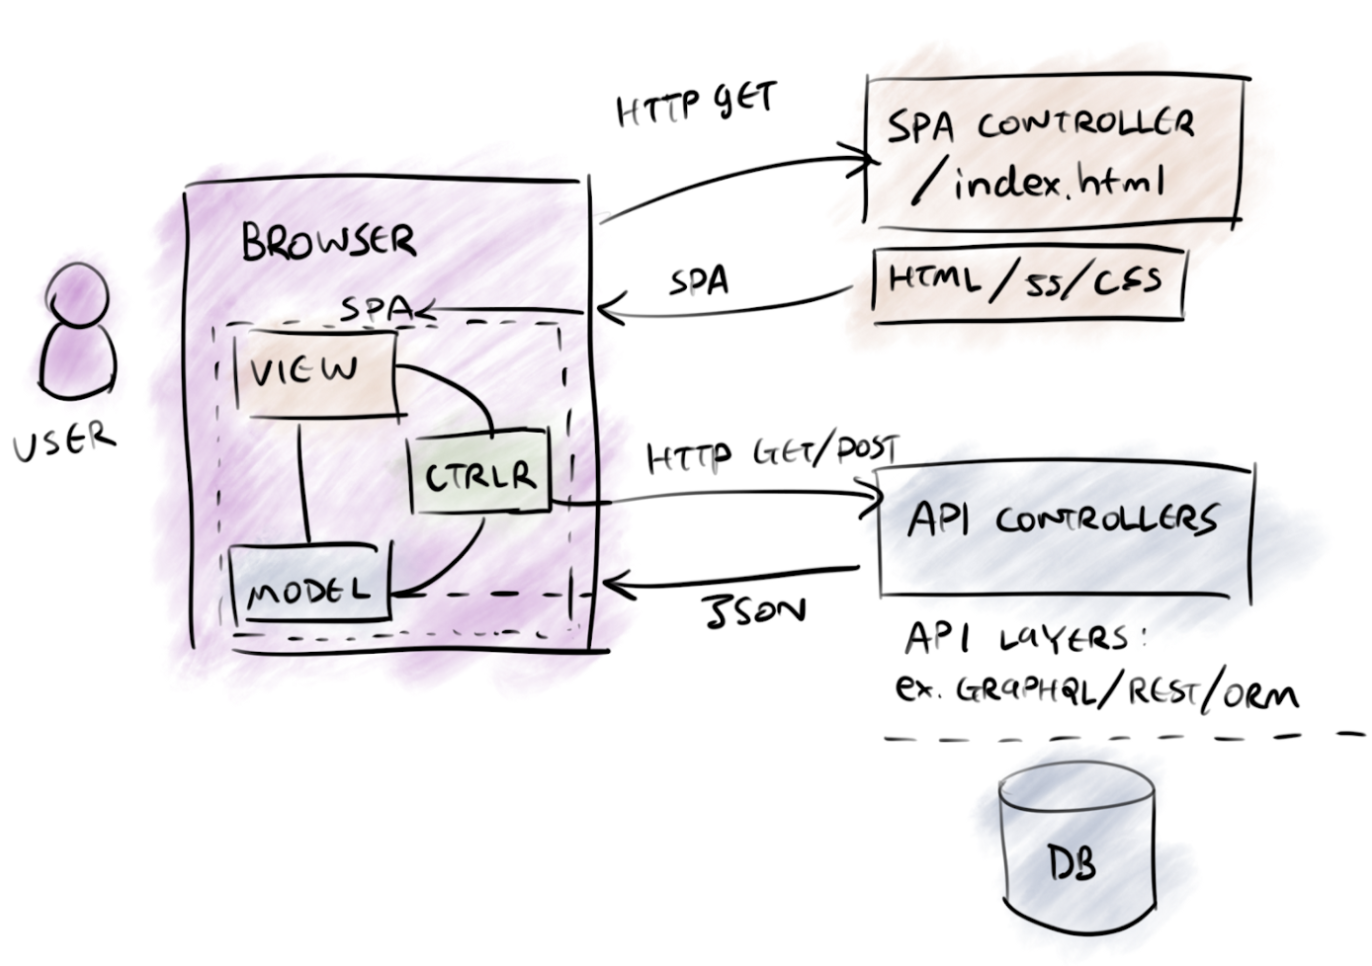 HTTP GET
SPA CONTROLLER
/index.html
BROWSER
HTML/JS/CSS
SPA
SPA
VIEW
USER
CTRLR
HTTP GET/POST
API CONTROLLERS
MODEL
JSON
API LAYERS:
ex. GRAPHQL/REST/ORM
DB